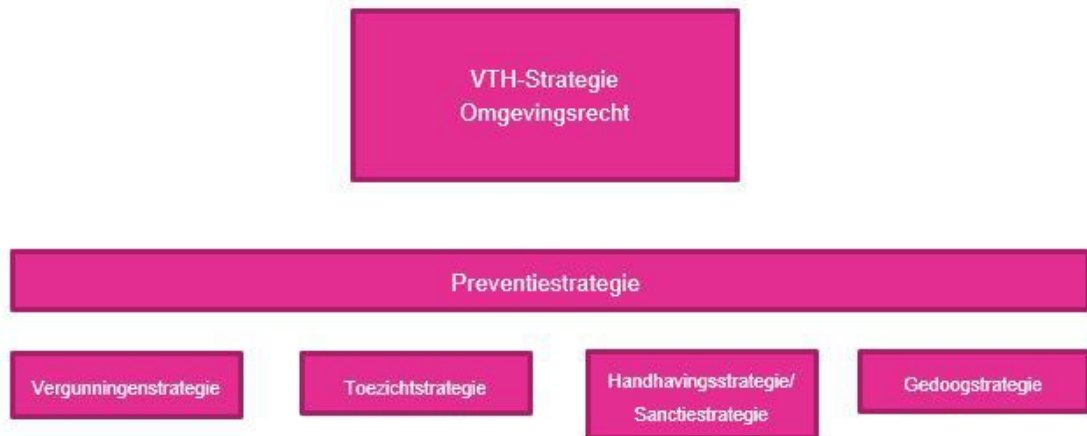 VTH-Strategie
Omgevingsrecht
Preventiestrategie
Vergunningenstrategie
Toezichtstrategie
Handhavingsstrategie/
Sanctiestrategie
Gedoogstrategie